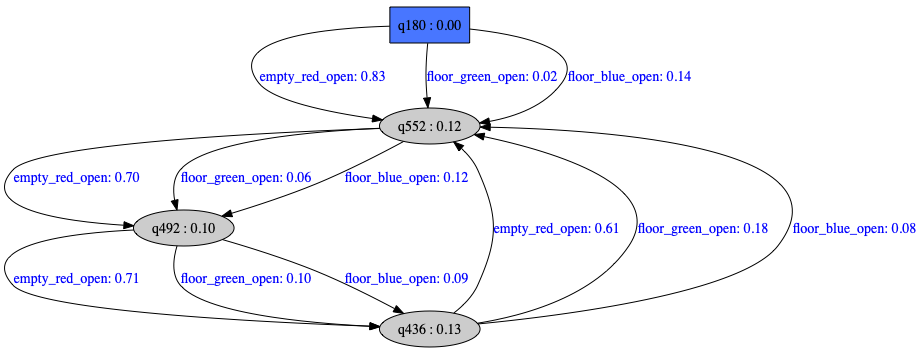 q180 : 0.00
empty_red_open: 0.83
floor_green_open: 0.02
floor_blue_open: 0.14
q552 : 0.12
empty_red_open: 0.70
floor_green_open: 0.06
floor_blue_open: 0.12
q492 : 0.10
empty_red_open: 0.61
floor_green_open: 0.18
floor_blue_open: 0.08
empty_red_open: 0.71
floor_green_open: 0.10
floor_blue_open: 0.09
q436 : 0.13